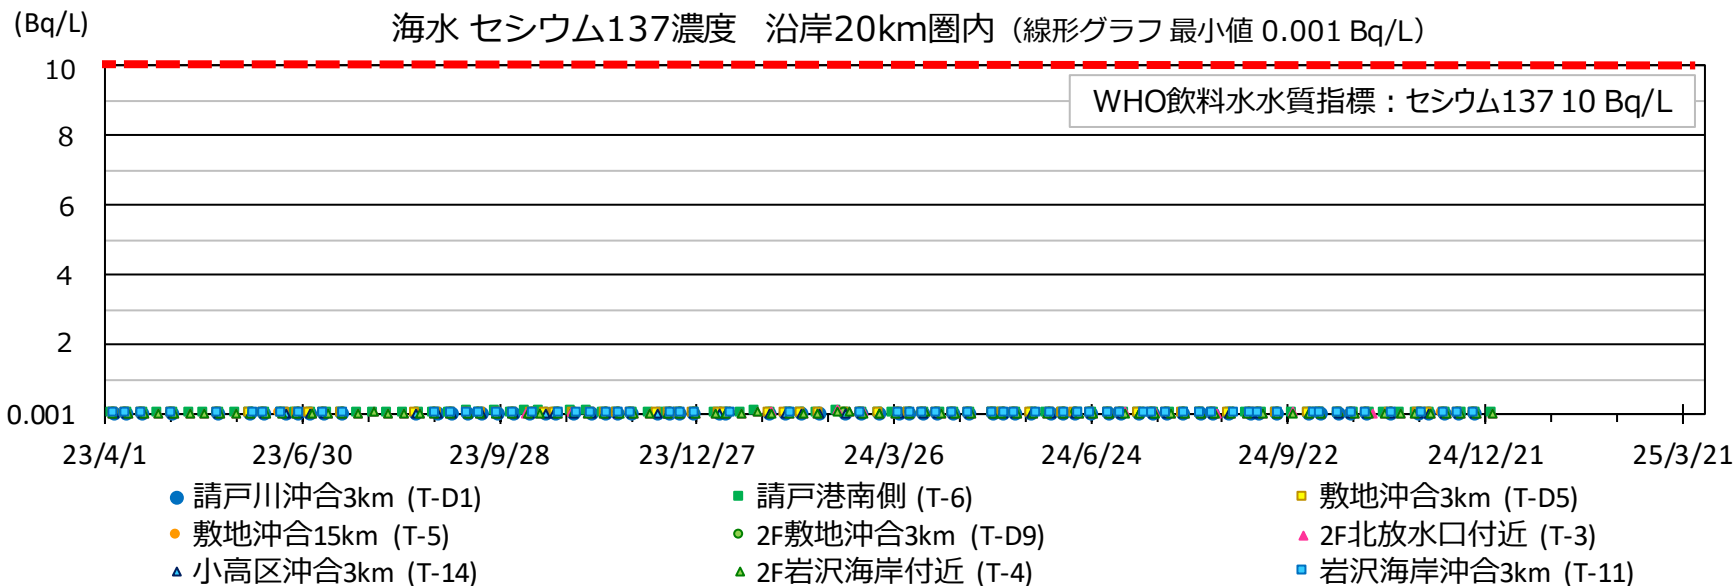 (Bq/L)
海水 セシウム137濃度 沿岸20km圏内（線形グラフ 最小値 0.001 Bq/L）
10
WHO飲料水水質指標：セシウム137 10 Bq/L
8
6
4
2
0.001
23/4/1 23/6/30 23/9/28 23/12/27 24/3/26 24/6/24 24/9/22 24/12/21 25/3/21
請戸川沖合3km (T-D1) 請戸港南側 (T-6) 敷地沖合3km (T-D5)
敷地沖合15km (T-5) 2F敷地沖合3km (T-D9) 2F北放水口付近 (T-3)
小高区沖合3km (T-14) 2F岩沢海岸付近 (T-4) 岩沢海岸沖合3km (T-11)